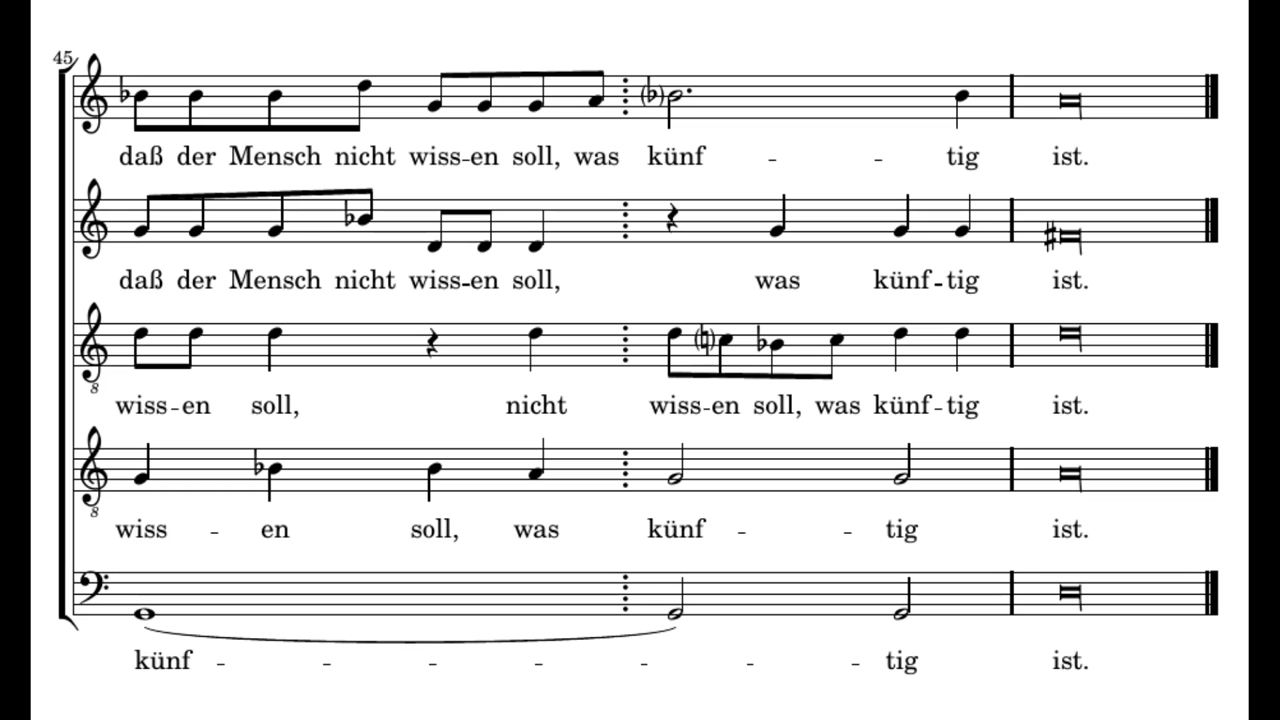 45
daß der Mensch nicht wiss-en soll, was künf - - tig ist.
daß der Mensch nicht wiss-en soll, was künf-tig ist.
8
wiss-en soll, nicht wiss-en soll, was künf-tig ist.
8
wiss - en soll, was künf - - tig ist.
künf - - - - - - - tig ist.